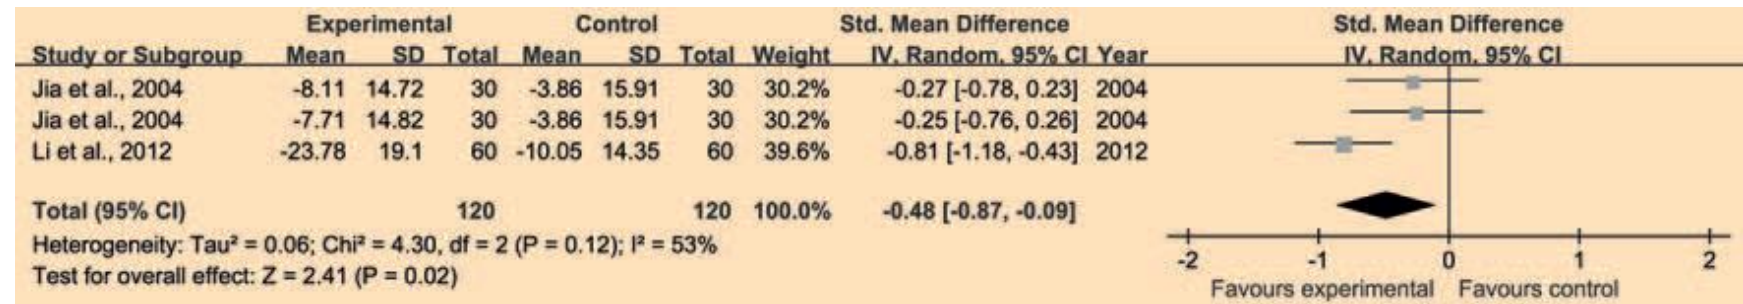 Experimental Control Std. Mean Difference Std. Mean Difference
Study or Subgroup Mean SD Total Mean SD Total Weight IV, Random, 95% CI Year IV, Random, 95% CI
Jia et al., 2004 -8.11 14.72 30 -3.86 15.91 30 30.2% -0.27 [-0.78, 0.23] 2004
Jia et al., 2004 -7.71 14.82 30 -3.86 15.91 30 30.2% -0.25 [-0.76, 0.26] 2004
Li et al., 2012 -23.78 19.1 60 -10.05 14.35 60 39.6% -0.81 [-1.18, -0.43] 2012
Total (95% CI) 120 120 100.0% -0.48 [-0.87, -0.09]
Heterogeneity: Tau² = 0.06; Chi² = 4.30, df = 2 (P = 0.12); I² = 53%
Test for overall effect: Z = 2.41 (P = 0.02)
-2 -1 0 1 2
Favours experimental Favours control